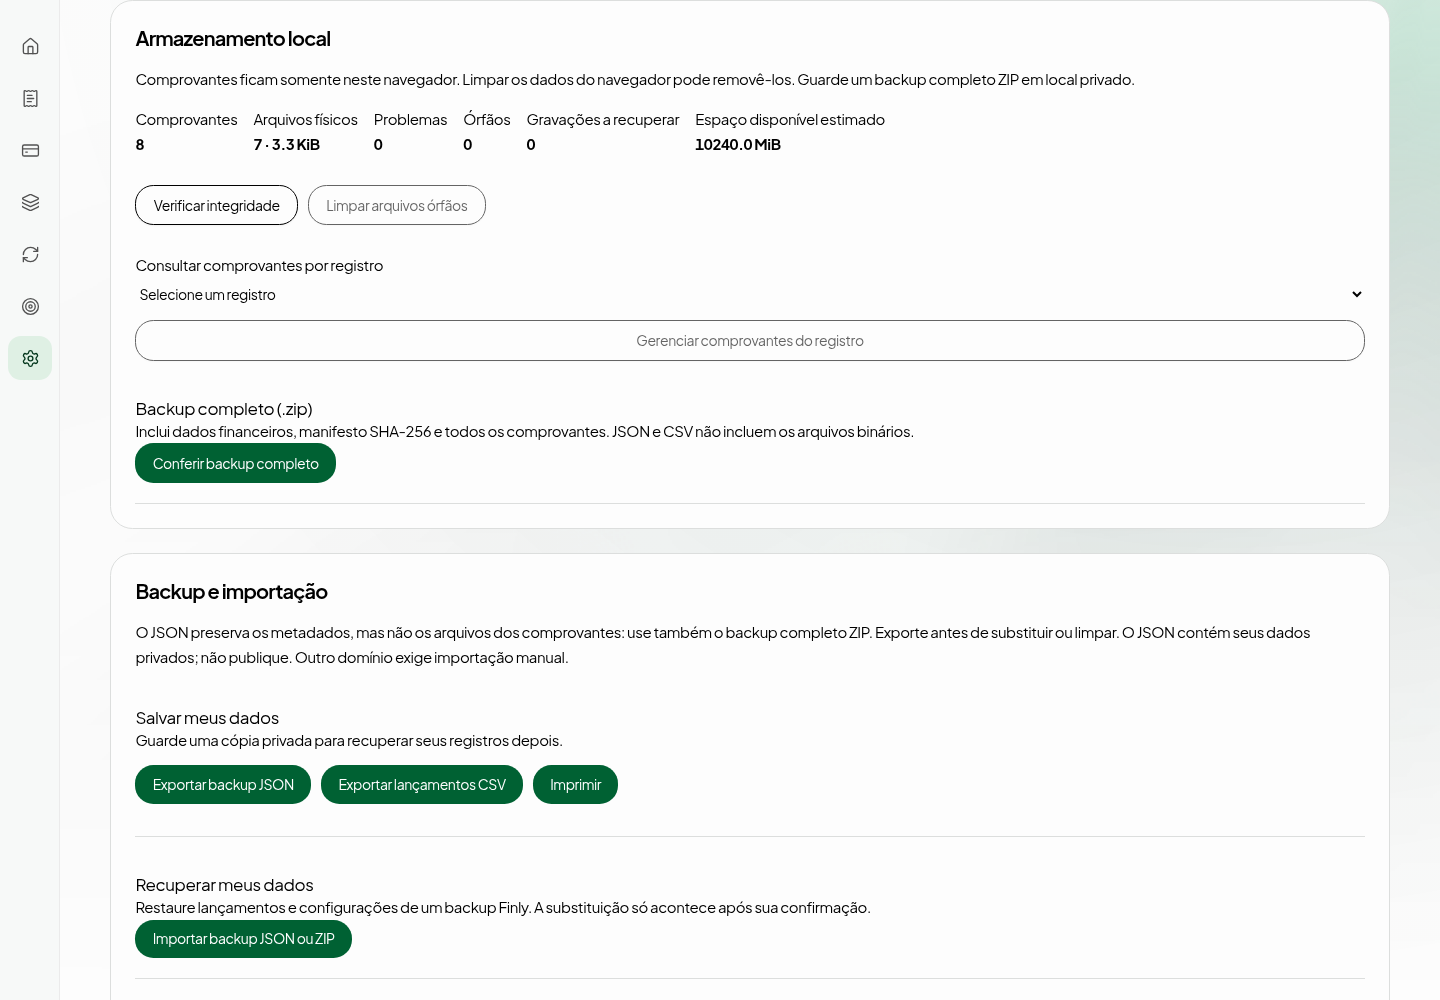 Armazenamento local
Comprovantes ficam somente neste navegador. Limpar os dados do navegador pode removê-los. Guarde um backup completo ZIP em local privado.
Comprovantes Arquivos físicos Problemas Órfãos Gravações a recuperar Espaço disponível estimado
8 7 · 3.3 KiB 0 0 0 10240.0 MiB
Verificar integridade Limpar arquivos órfãos
Consultar comprovantes por registro
Selecione um registro
Gerenciar comprovantes do registro
Backup completo (.zip)
Inclui dados financeiros, manifesto SHA-256 e todos os comprovantes. JSON e CSV não incluem os arquivos binários.
Conferir backup completo
Backup e importação
O JSON preserva os metadados, mas não os arquivos dos comprovantes: use também o backup completo ZIP. Exporte antes de substituir ou limpar. O JSON contém seus dados
privados; não publique. Outro domínio exige importação manual.
Salvar meus dados
Guarde uma cópia privada para recuperar seus registros depois.
Exportar backup JSON Exportar lançamentos CSV Imprimir
Recuperar meus dados
Restaure lançamentos e configurações de um backup Finly. A substituição só acontece após sua confirmação.
Importar backup JSON ou ZIP